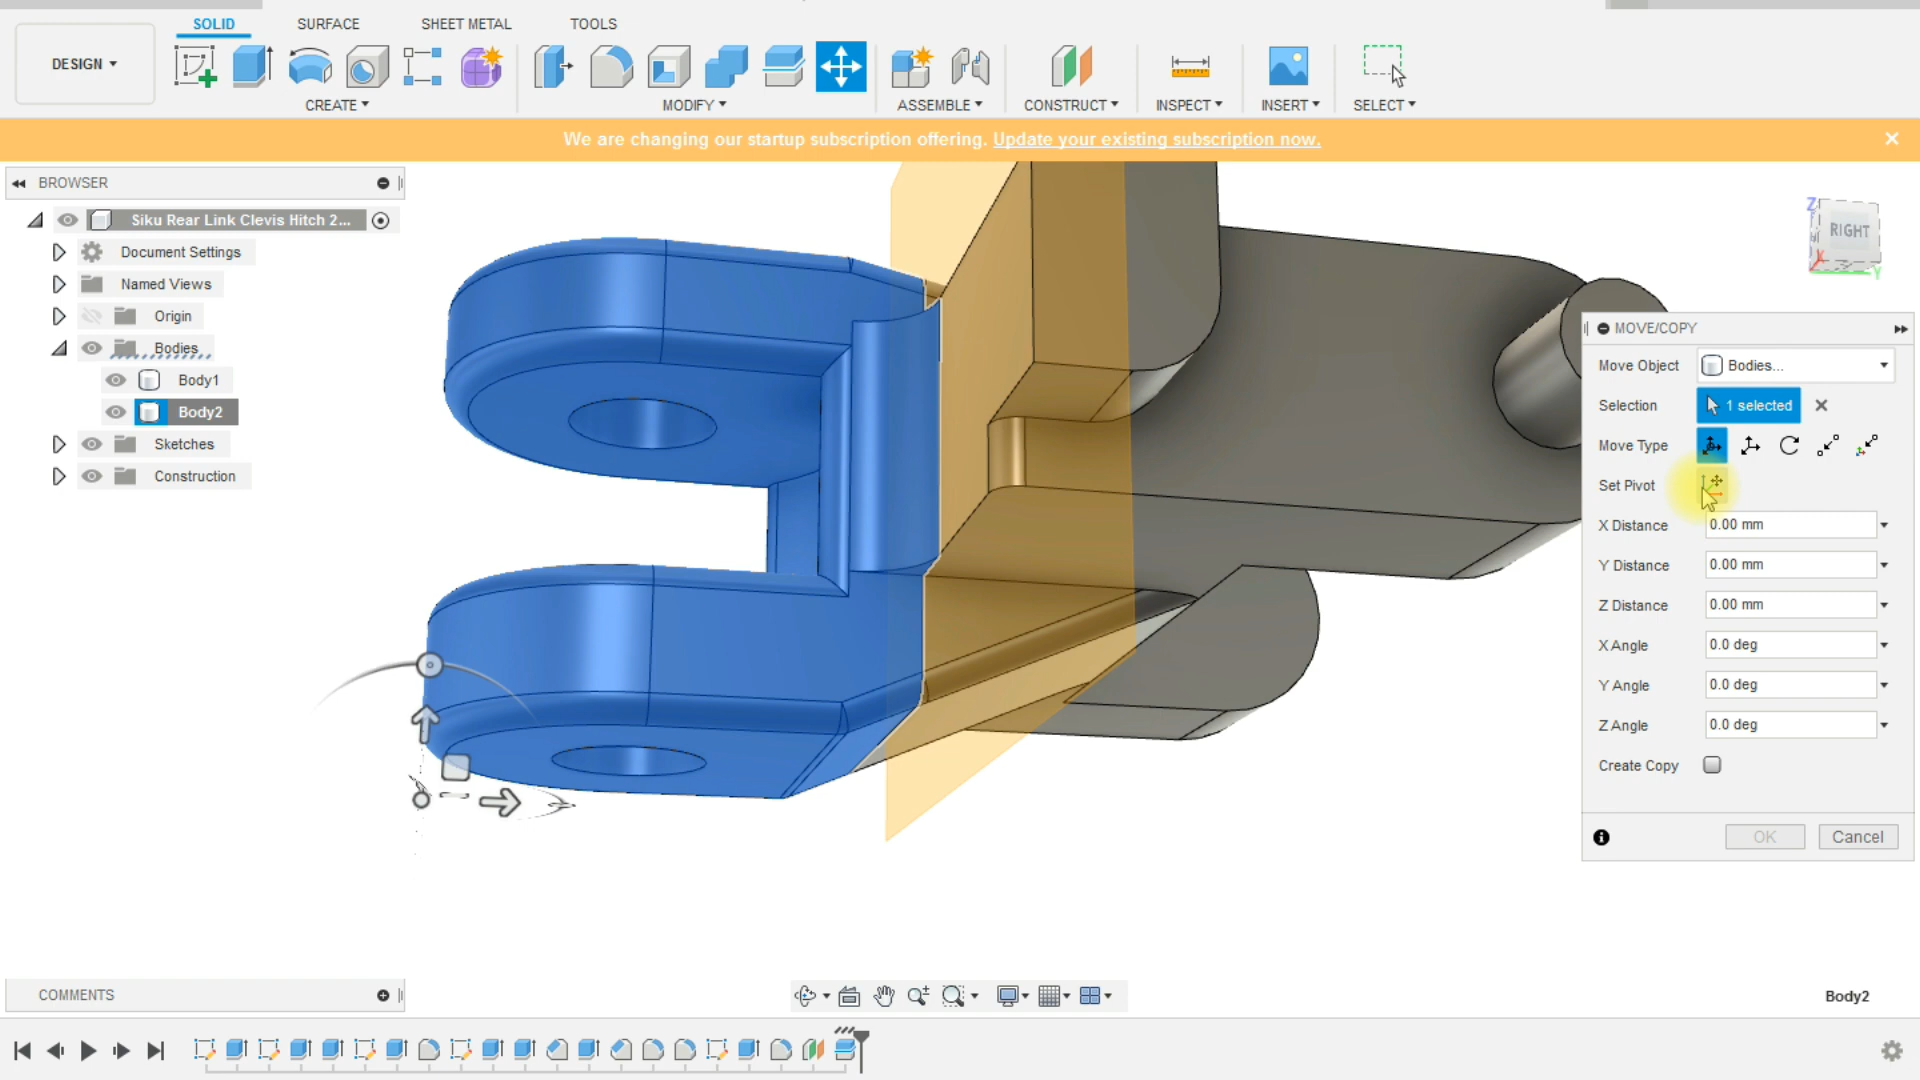 SOLID SURFACE SHEET METAL TOOLS
DESIGN
CREATE MODIFY ASSEMBLE CONSTRUCT INSPECT INSERT SELECT
We are changing our startup subscription offering. Update your existing subscription now.
BROWSER
Siku Rear Link Clevis Hitch 2...
Document Settings
Named Views
Origin
Bodies
Body1
Body2
Sketches
Construction
Z
RIGHT
X
Y
MOVE/COPY
Move Object Bodies...
Selection 1 selected
Move Type
Set Pivot
X Distance 0.00 mm
Y Distance 0.00 mm
Z Distance 0.00 mm
X Angle 0.0 deg
Y Angle 0.0 deg
Z Angle 0.0 deg
Create Copy
OK Cancel
COMMENTS
Body2